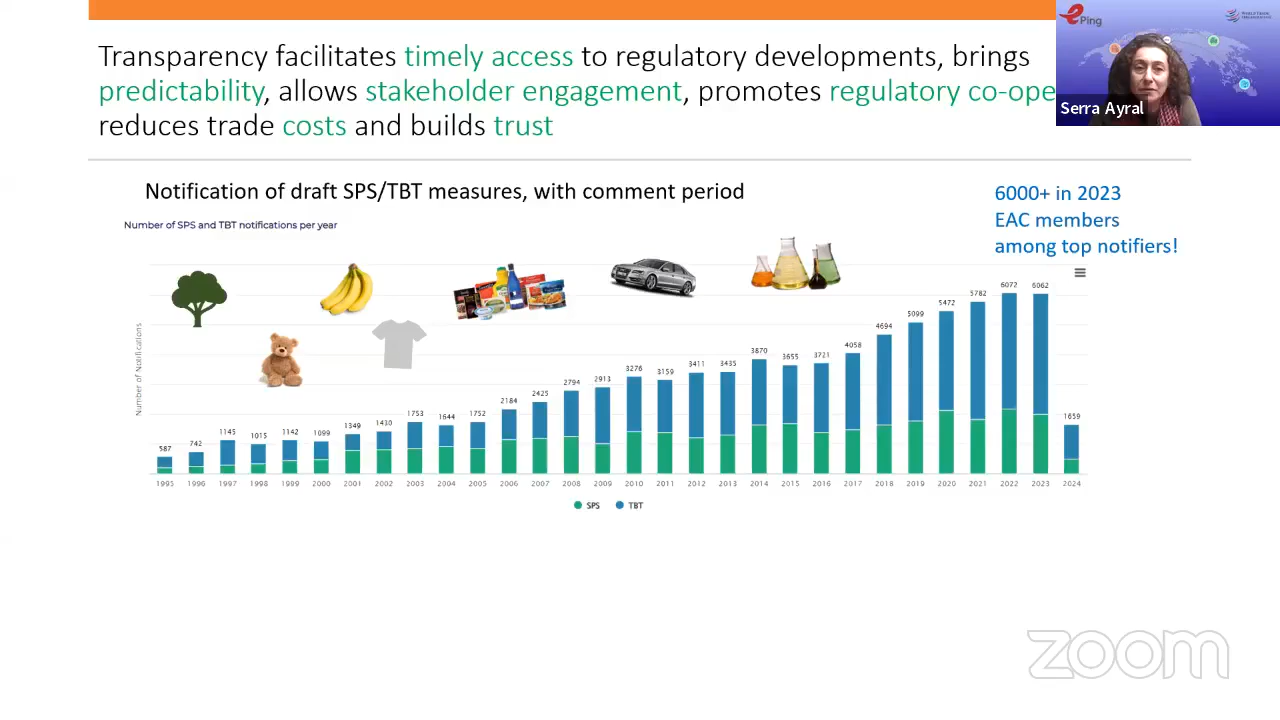 Transparency facilitates timely access to regulatory developments, brings
predictability, allows stakeholder engagement, promotes regulatory co-ope
reduces trade costs and builds trust
ePing
WORLD TRADE
ORGANIZATION
Serra Ayral
Notification of draft SPS/TBT measures, with comment period
6000+ in 2023
EAC members
among top notifiers!
Number of SPS and TBT notifications per year
Number of Notifications
587 742 1145 1015 1142 1099 1349 1430 1753 1644 1752 2184 2425 2794 2913 3276 3159 3411 3435 3870 3655 3721 4058 4694 5099 5472 5782 6072 6062 1659
1995 1996 1997 1998 1999 2000 2001 2002 2003 2004 2005 2006 2007 2008 2009 2010 2011 2012 2013 2014 2015 2016 2017 2018 2019 2020 2021 2022 2023 2024
SPS TBT
zoom